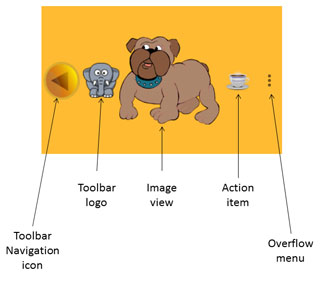 Toolbar
logo
Image
view
Action
item
Toolbar
Navigation
icon
Overflow
menu